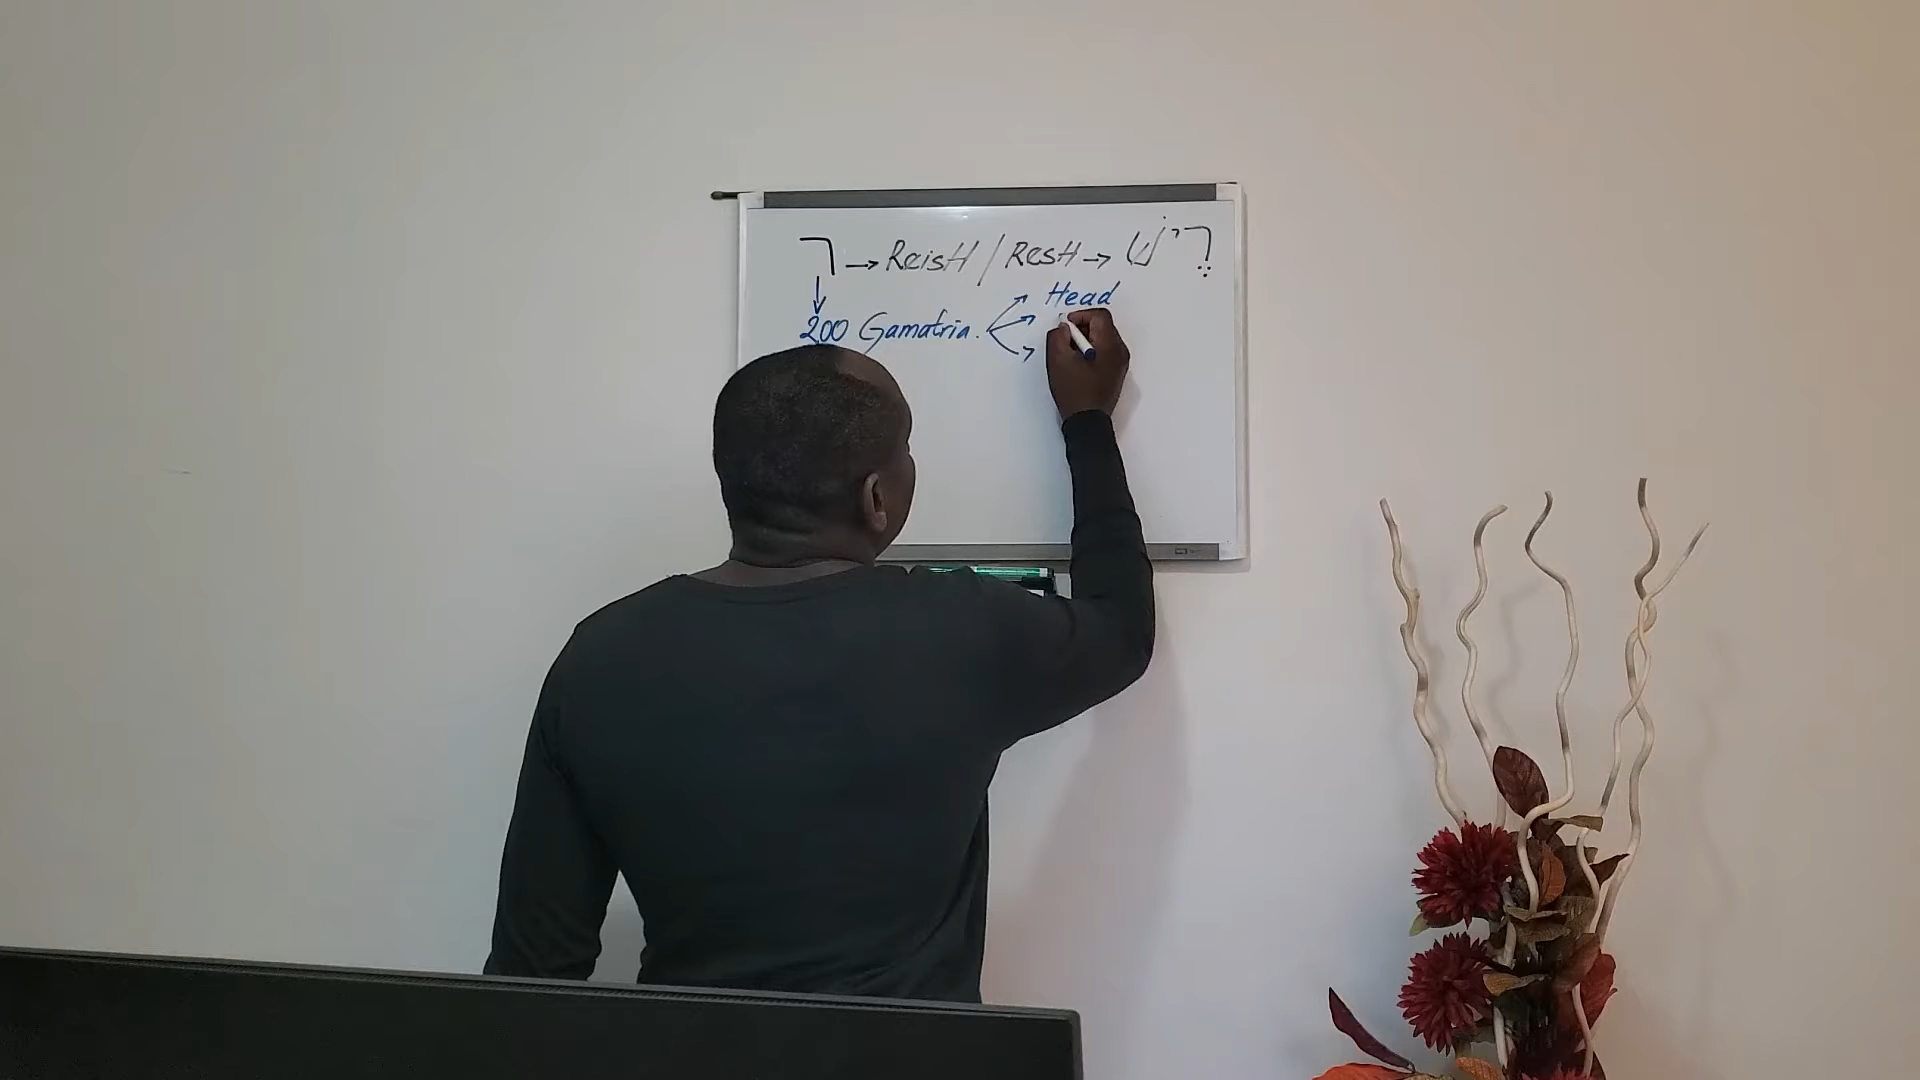 ר → ReisH / ResH → רֵישׁ
Head
200 Gamatria.